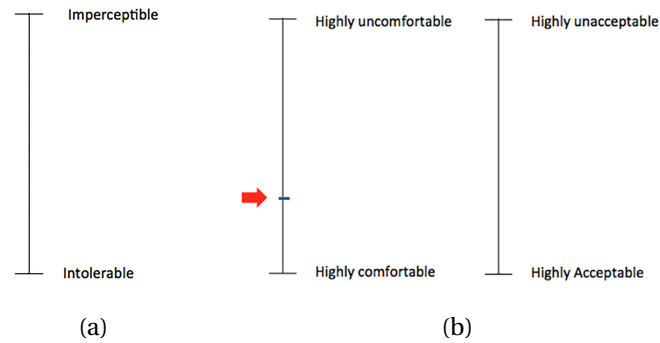 Imperceptible
Intolerable
(a)
Highly uncomfortable
Highly comfortable
Highly unacceptable
Highly Acceptable
(b)